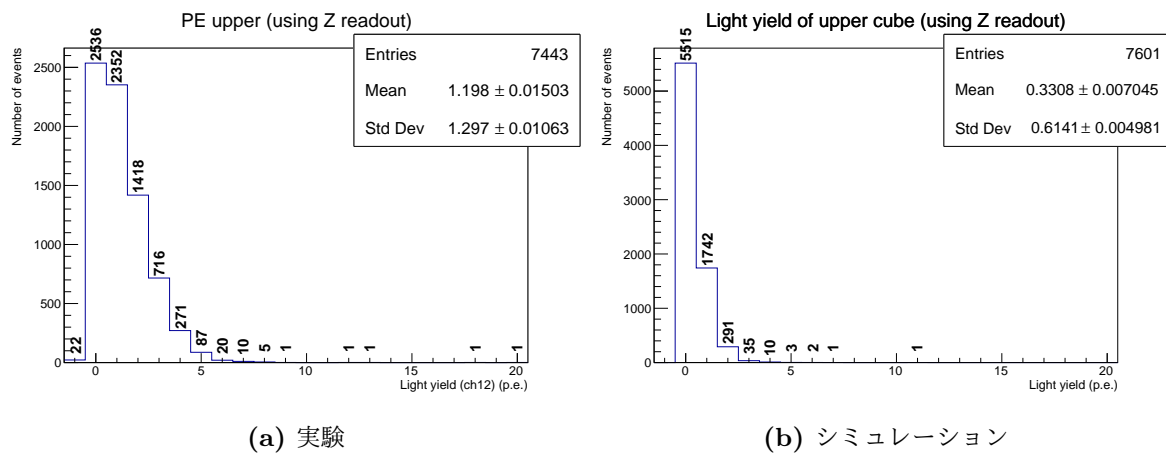 PE upper (using Z readout)
Entries 7443
Mean 1.198 ± 0.01503
Std Dev 1.297 ± 0.01063
Number of events
2500
2000
1500
1000
500
0
22
2536
2352
1418
716
271
87
20
10
5
1
1
1
1
1
0 5 10 15 20
Light yield (ch12) (p.e.)
(a) 実験
Light yield of upper cube (using Z readout)
Entries 7601
Mean 0.3308 ± 0.007045
Std Dev 0.6141 ± 0.004981
Number of events
5000
4000
3000
2000
1000
0
5515
1742
291
35
10
3
2
1
1
0 5 10 15 20
Light yield (p.e.)
(b) シミュレーション